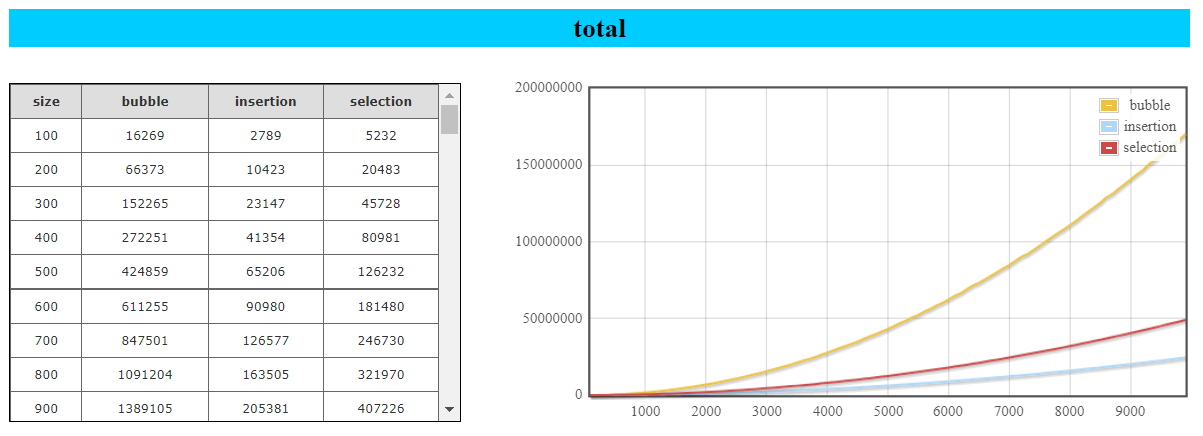 total
size bubble insertion selection
100 16269 2789 5232
200 66373 10423 20483
300 152265 23147 45728
400 272251 41354 80981
500 424859 65206 126232
600 611255 90980 181480
700 847501 126577 246730
800 1091204 163505 321970
900 1389105 205381 407226
200000000
150000000
100000000
50000000
0
bubble
insertion
selection
1000 2000 3000 4000 5000 6000 7000 8000 9000